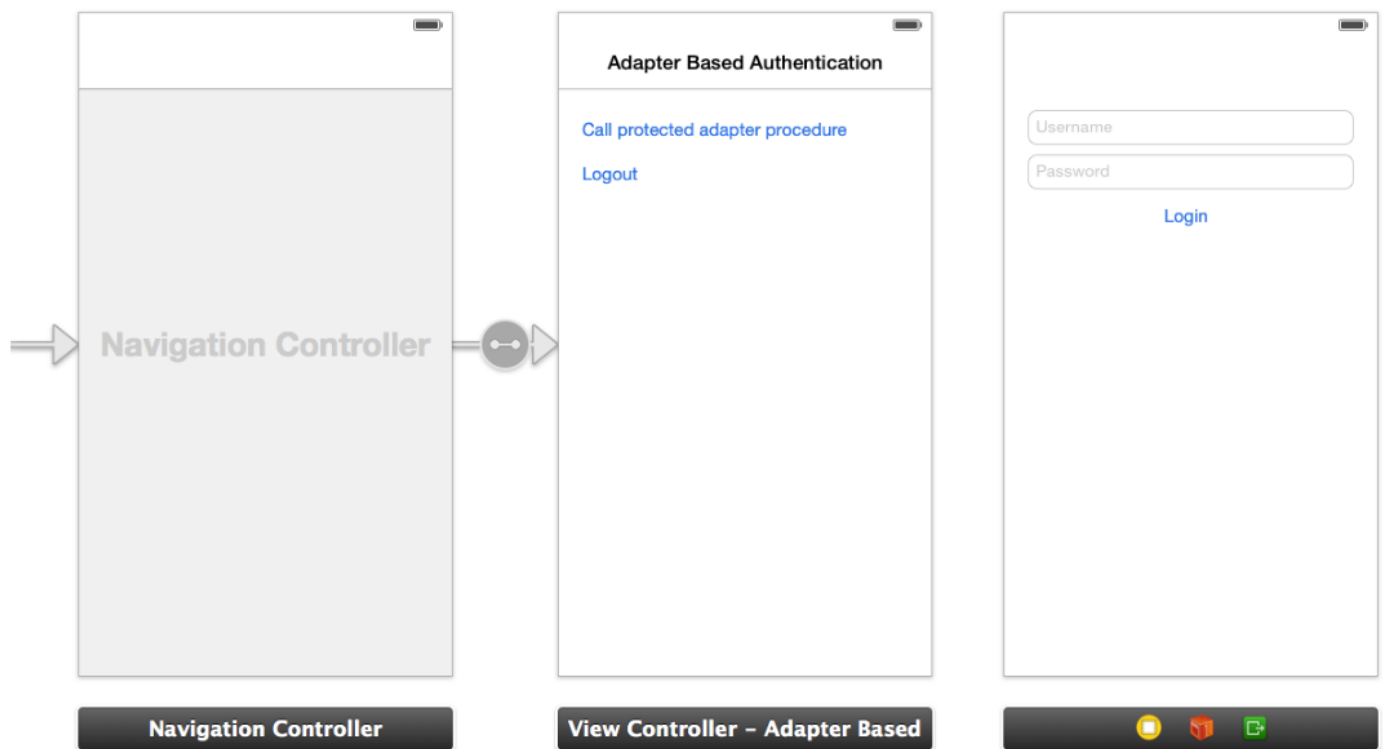 Navigation Controller
Navigation Controller
Adapter Based Authentication
Call protected adapter procedure
Logout
View Controller – Adapter Based
Username
Password
Login